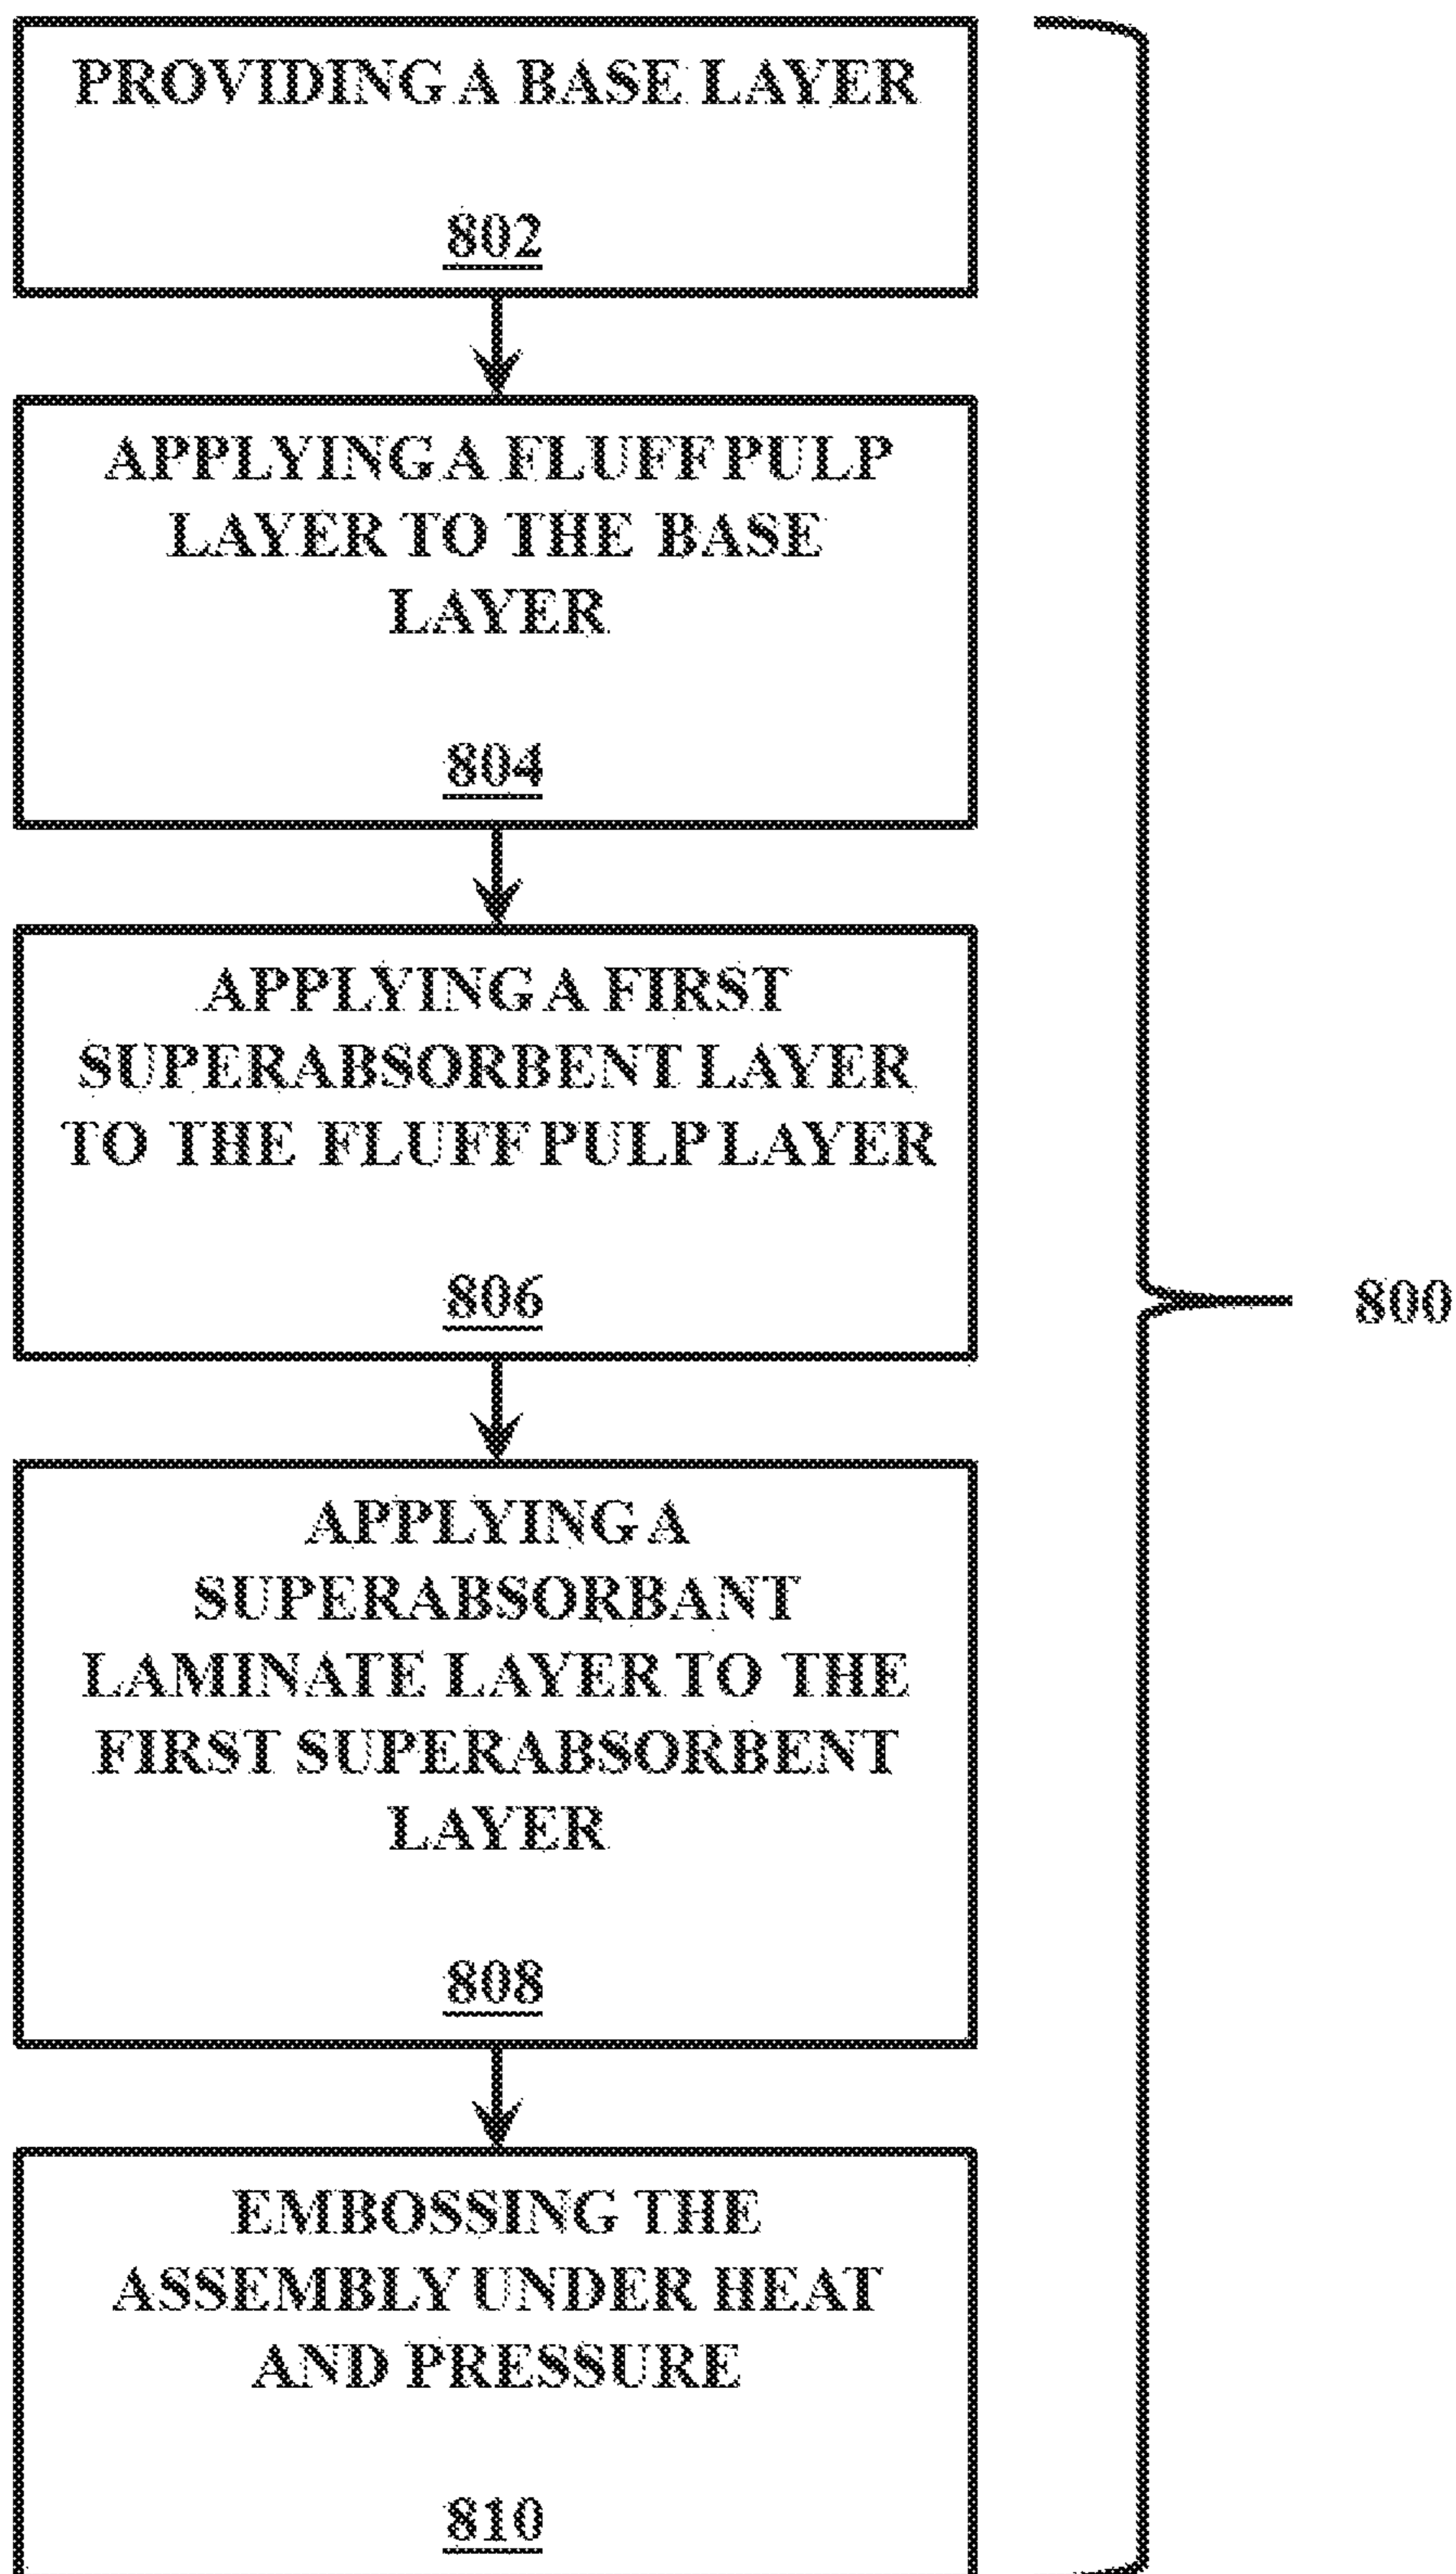 PROVIDING A BASE LAYER
802
APPLYING A FLUFF PULP
LAYER TO THE BASE
LAYER
804
APPLYING A FIRST
SUPERABSORBENT LAYER
TO THE FLUFF PULP LAYER
806
800
APPLYING A
SUPERABSORBANT
LAMINATE LAYER TO THE
FIRST SUPERABSORBENT
LAYER
808
EMBOSSING THE
ASSEMBLY UNDER HEAT
AND PRESSURE
810